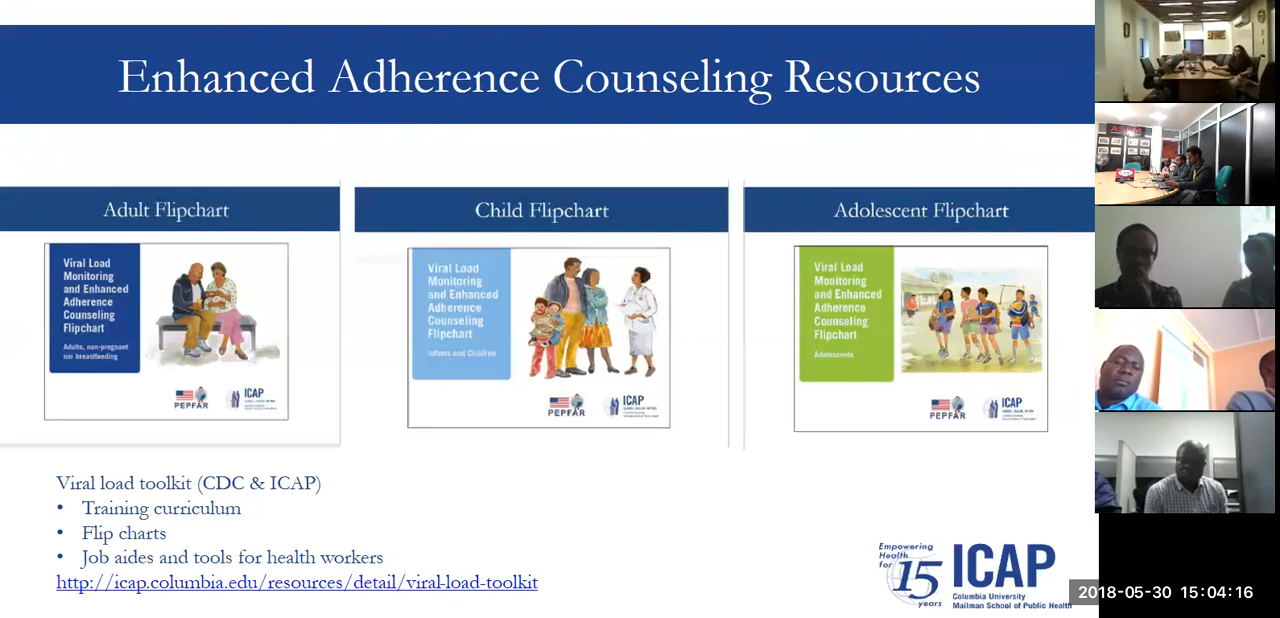 Enhanced Adherence Counseling Resources
Adult Flipchart
Child Flipchart
Adolescent Flipchart
Viral Load
Monitoring
and Enhanced
Adherence
Counseling
Flipchart
Adults, non-pregnant
nor breastfeeding
PEPFAR
ICAP
Viral Load
Monitoring
and Enhanced
Adherence
Counseling
Flipchart
Infants and Children
PEPFAR
ICAP
Viral Load
Monitoring
and Enhanced
Adherence
Counseling
Flipchart
Adolescents
PEPFAR
ICAP
Viral load toolkit (CDC & ICAP)
• Training curriculum
• Flip charts
• Job aides and tools for health workers
http://icap.columbia.edu/resources/detail/viral-load-toolkit
Empowering
Health
for
15
years
ICAP
Columbia University
Mailman School of Public Health
2018-05-30 15:04:16